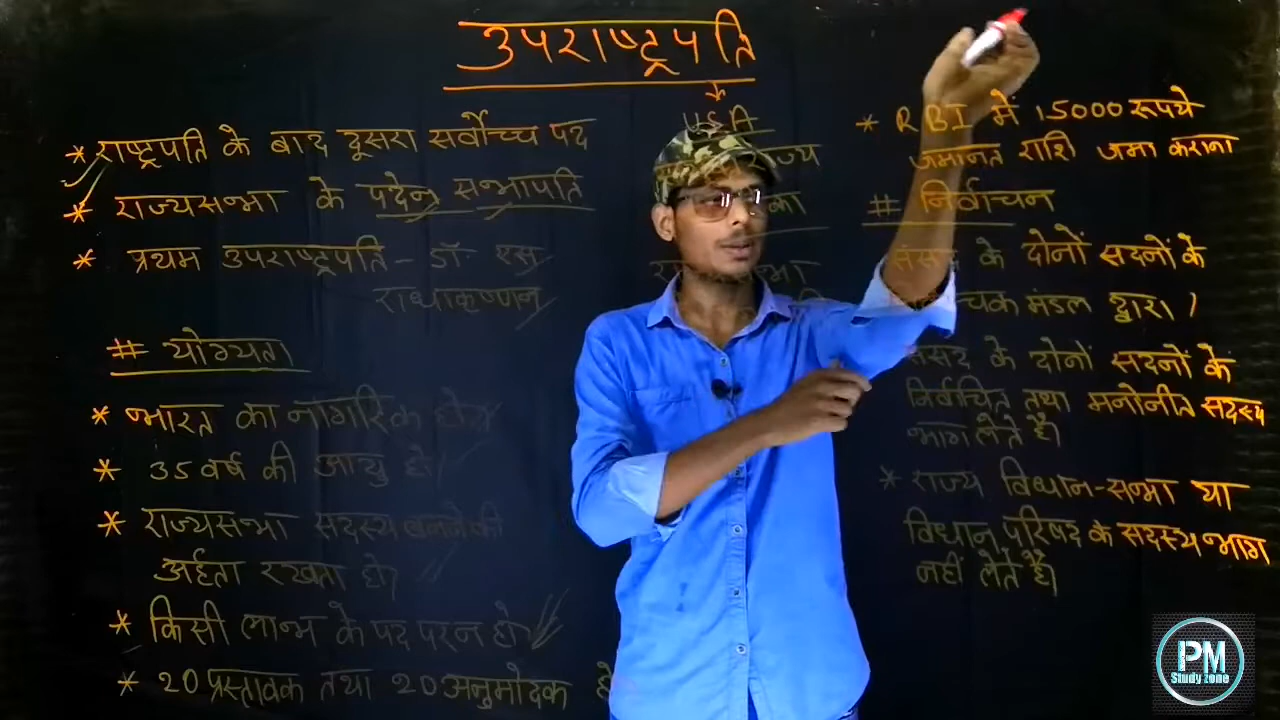 उपराष्ट्रपति
* राष्ट्रपति के बाद दूसरा सर्वोच्च पद
* राज्यसभा के पदेन सभापति
* प्रथम उपराष्ट्रपति - डॉ एस
राधाकृष्णन
# योग्यता
* भारत का नागरिक हो
* 35 वर्ष की आयु हो
* राज्यसभा सदस्य बनने की
अर्हता रखता हो
* किसी लाभ के पद पर न हो
* 20 प्रस्तावक तथा 20 अनुमोदक हो
USA
राज्य
का
* RBI में 15000 रूपये
जमानत राशि जमा कराना
# निर्वाचन
संसद के दोनों सदनों के
मंडल द्वारा।
संसद के दोनों सदनों के
निर्वाचित तथा मनोनीत सदस्य
भाग लेते है।
* राज्य विधान-सभा या
विधान परिषद के सदस्य भाग
नहीं लेते है।
PM
Study Zone